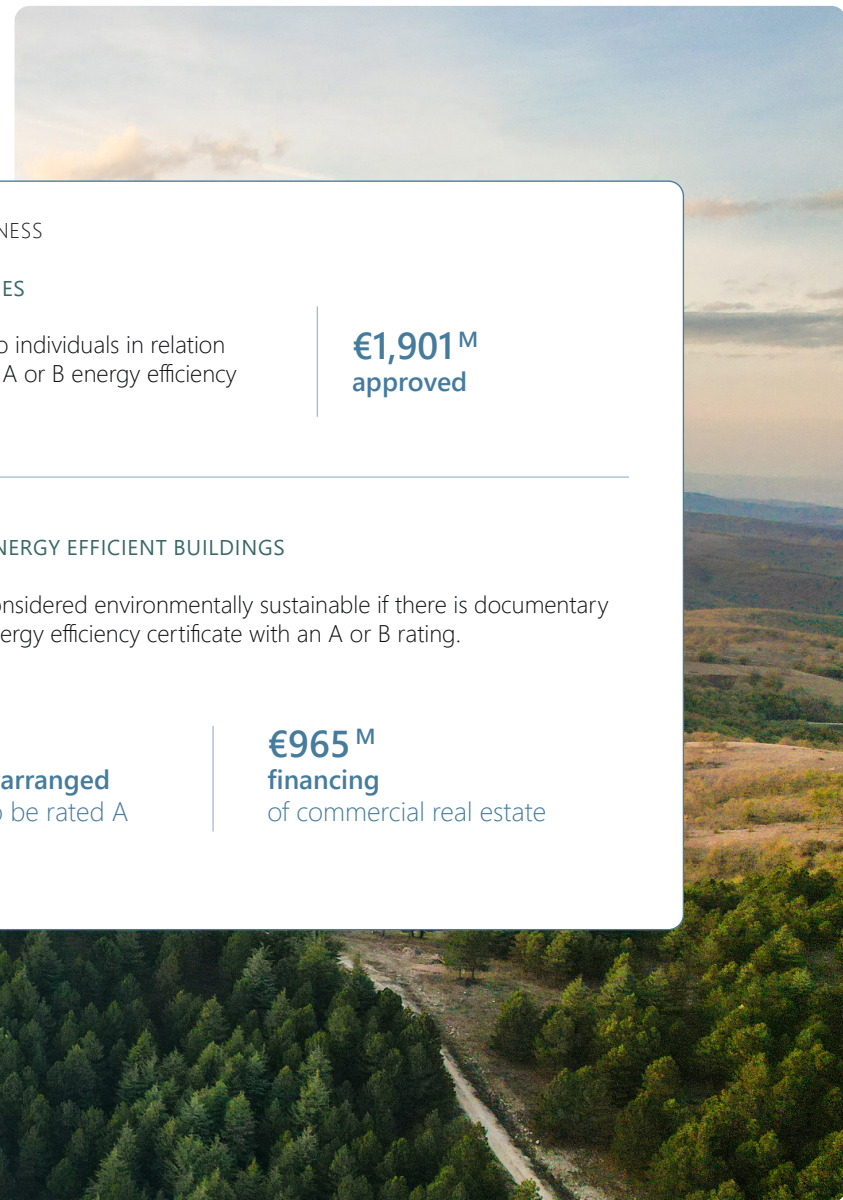 NESS
ES
o individuals in relation
A or B energy efficiency
€1,901 M
approved
NERGY EFFICIENT BUILDINGS
onsidered environmentally sustainable if there is documentary
ergy efficiency certificate with an A or B rating.
arranged
o be rated A
€965 M
financing
of commercial real estate